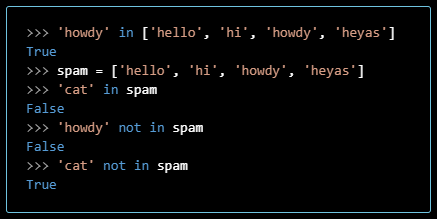 >>> 'howdy' in ['hello', 'hi', 'howdy', 'heyas']
True
>>> spam = ['hello', 'hi', 'howdy', 'heyas']
>>> 'cat' in spam
False
>>> 'howdy' not in spam
False
>>> 'cat' not in spam
True